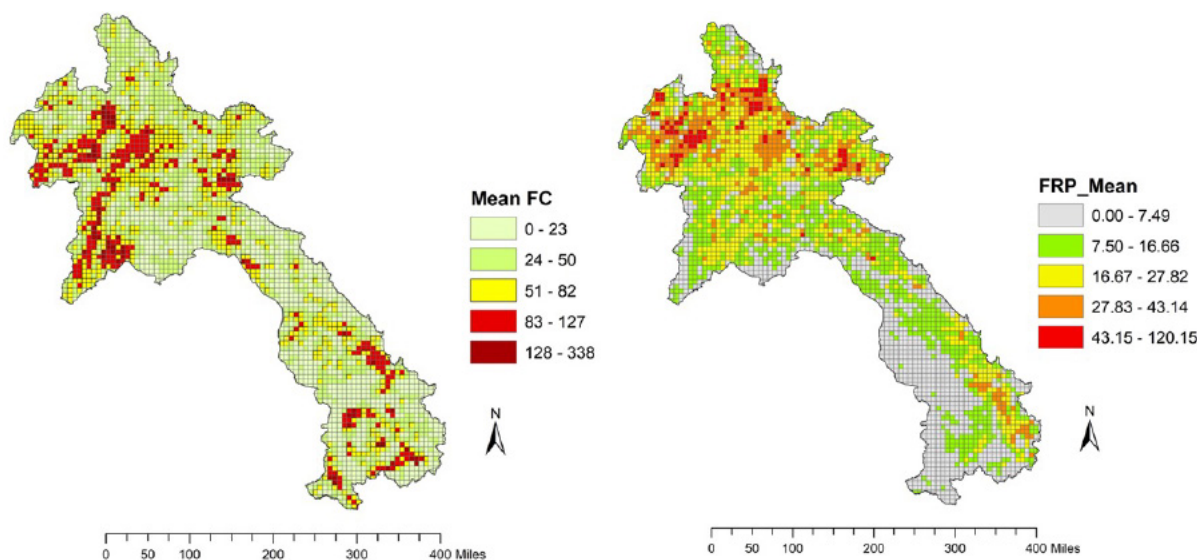 Mean FC
0 - 23
24 - 50
51 - 82
83 - 127
128 - 338
N
0 50 100 200 300 400 Miles
FRP_Mean
0.00 - 7.49
7.50 - 16.66
16.67 - 27.82
27.83 - 43.14
43.15 - 120.15
N
0 50 100 200 300 400 Miles